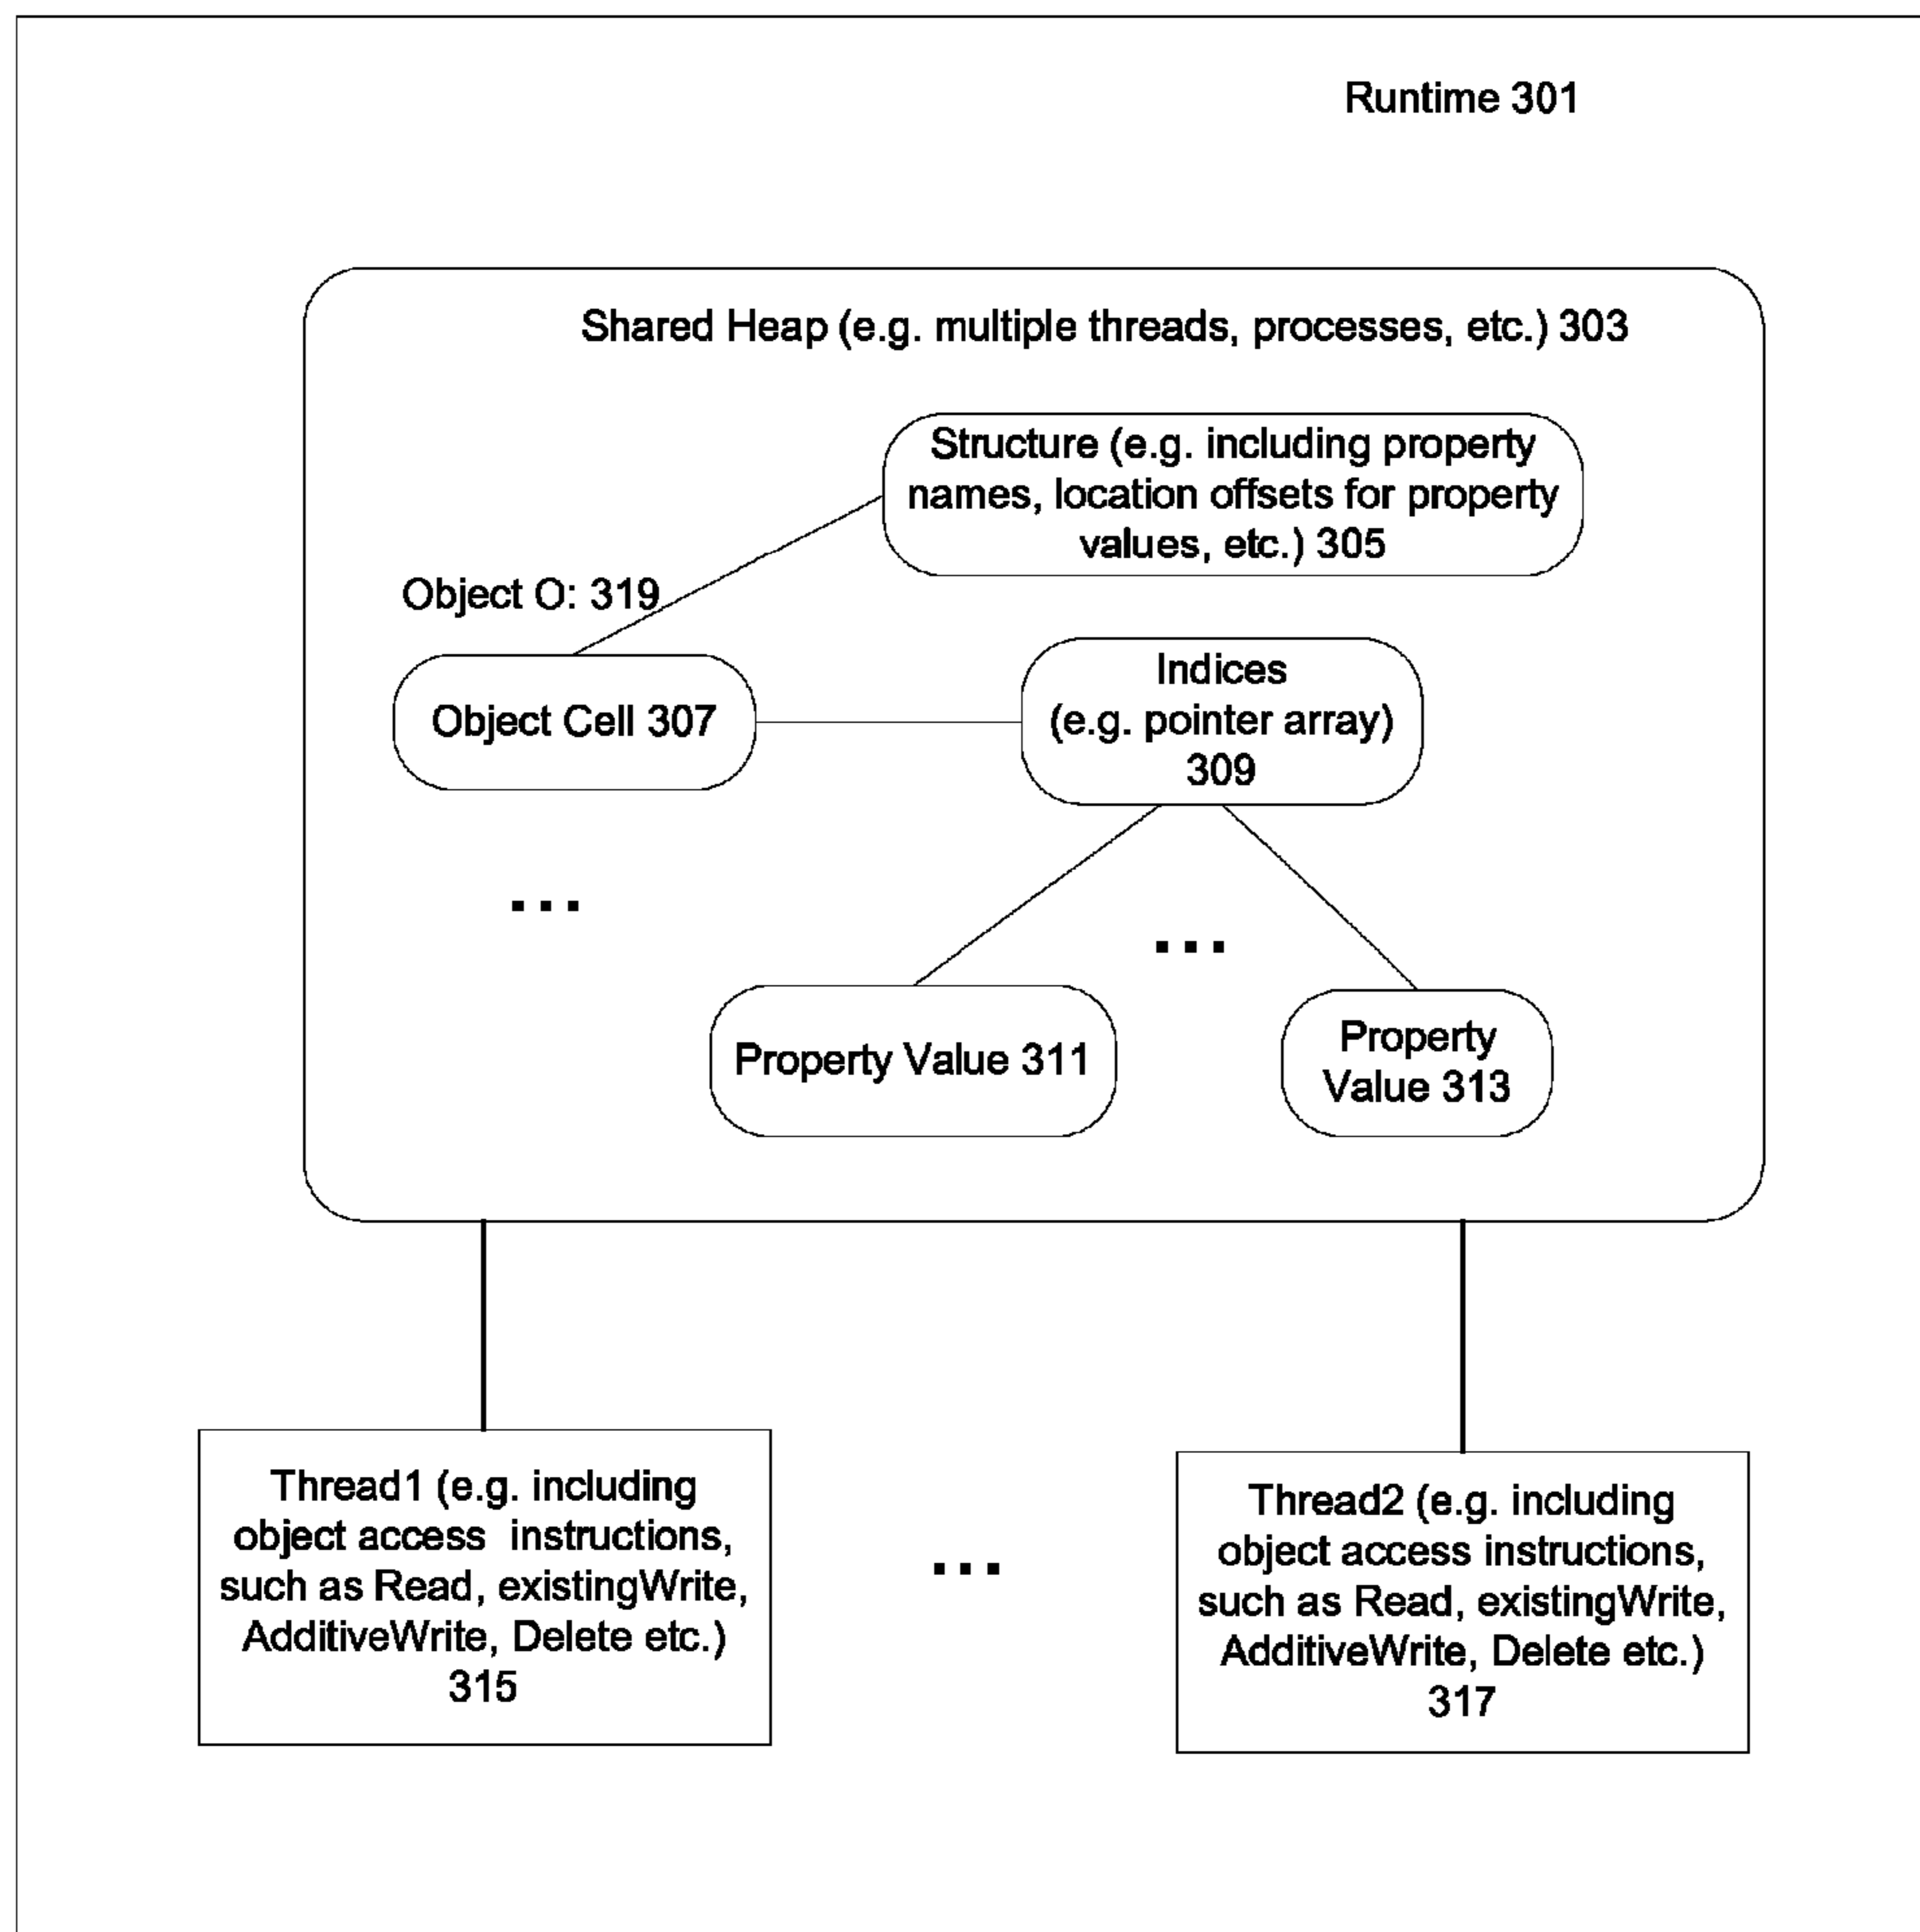 Runtime 301
Shared Heap (e.g. multiple threads, processes, etc.) 303
Structure (e.g. including property
names, location offsets for property
values, etc.) 305
Object O: 319
Object Cell 307
Indices
(e.g. pointer array)
309
...
...
Property Value 311
Property
Value 313
Thread1 (e.g. including
object access  instructions,
such as Read, existingWrite,
AdditiveWrite, Delete etc.)
315
...
Thread2 (e.g. including
object access instructions,
such as Read, existingWrite,
AdditiveWrite, Delete etc.)
317